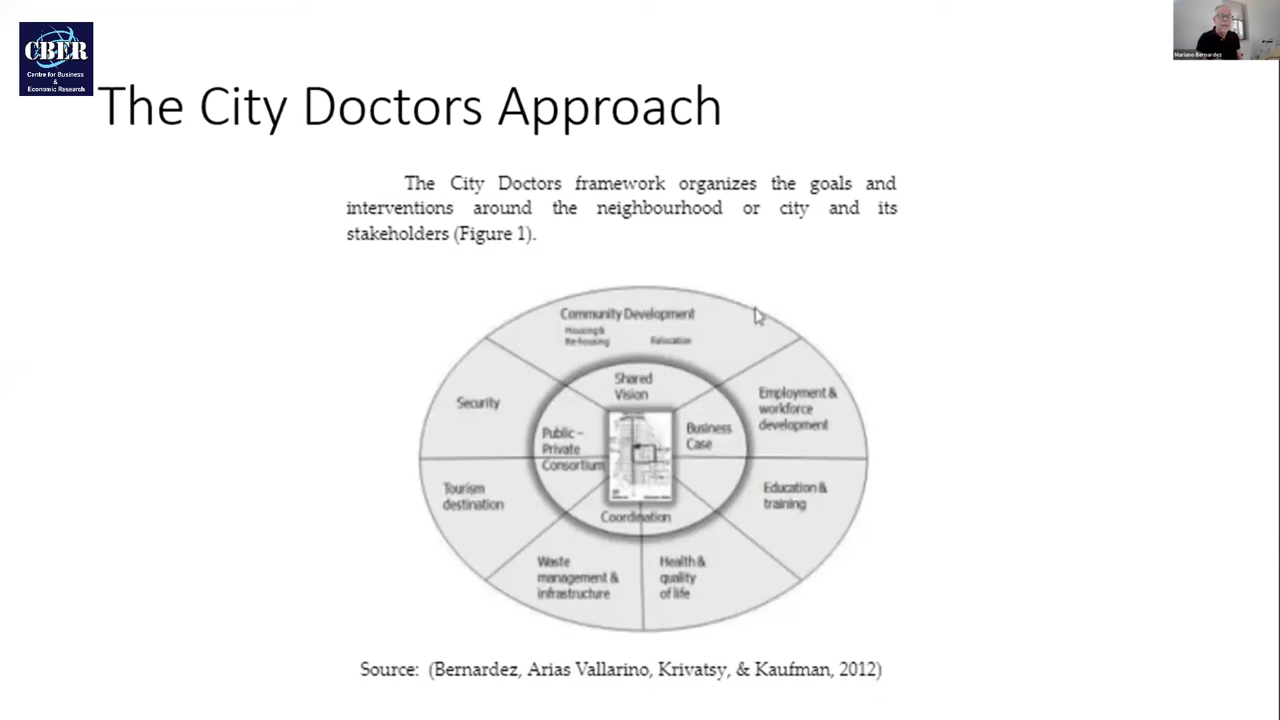 CBER
Centre for Business
&
Economic Research
Mariano Bernardez
The City Doctors Approach
The City Doctors framework organizes the goals and
interventions around the neighbourhood or city and its
stakeholders (Figure 1).
Community Development
Housing &
Re-housing
Relocation
Security
Shared
Vision
Employment &
workforce
development
Public –
Private
Consortium
Business
Case
Tourism
destination
Education &
training
Coordination
Waste
management &
infrastructure
Health &
quality
of life
Source: (Bernardez, Arias Vallarino, Krivatsy, & Kaufman, 2012)